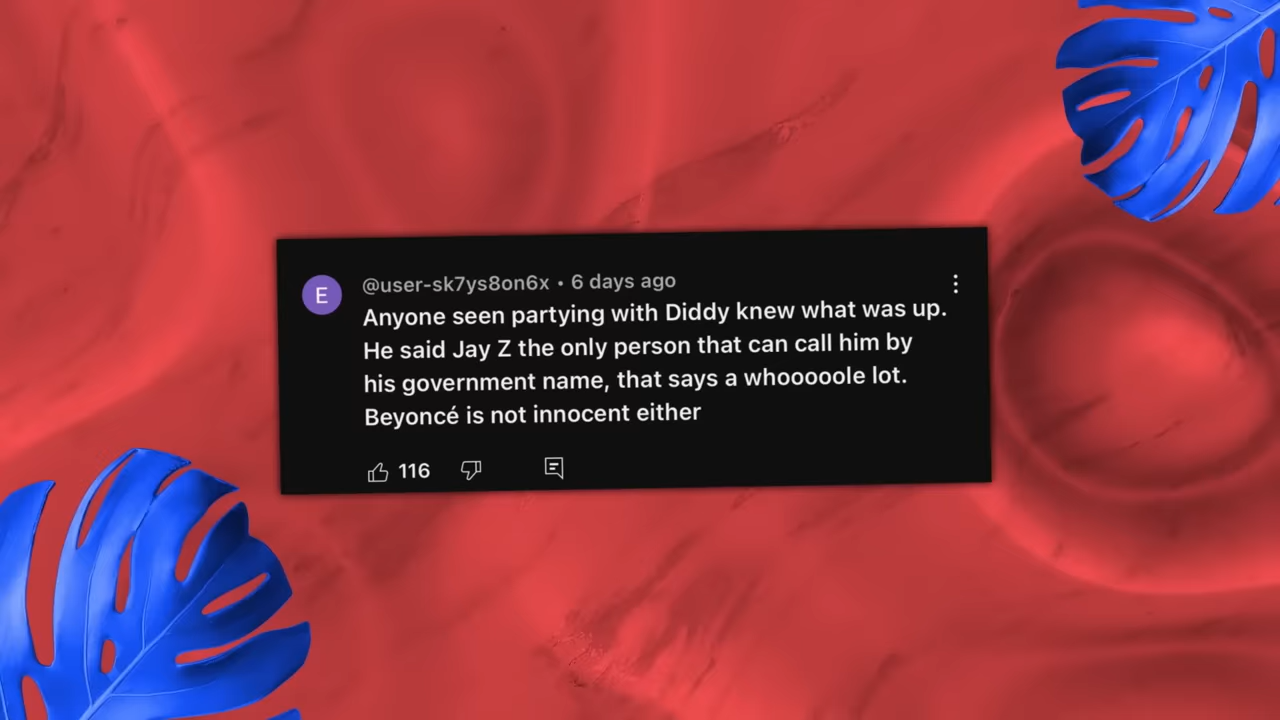 E
@user-sk7ys8on6x • 6 days ago
Anyone seen partying with Diddy knew what was up.
He said Jay Z the only person that can call him by
his government name, that says a whooooole lot.
Beyoncé is not innocent either
116